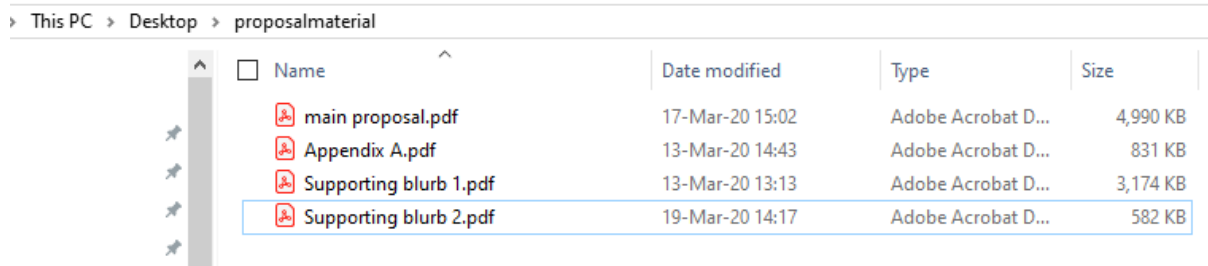 › This PC › Desktop › proposalmaterial
Name Date modified Type Size
main proposal.pdf 17-Mar-20 15:02 Adobe Acrobat D... 4,990 KB
Appendix A.pdf 13-Mar-20 14:43 Adobe Acrobat D... 831 KB
Supporting blurb 1.pdf 13-Mar-20 13:13 Adobe Acrobat D... 3,174 KB
Supporting blurb 2.pdf 19-Mar-20 14:17 Adobe Acrobat D... 582 KB